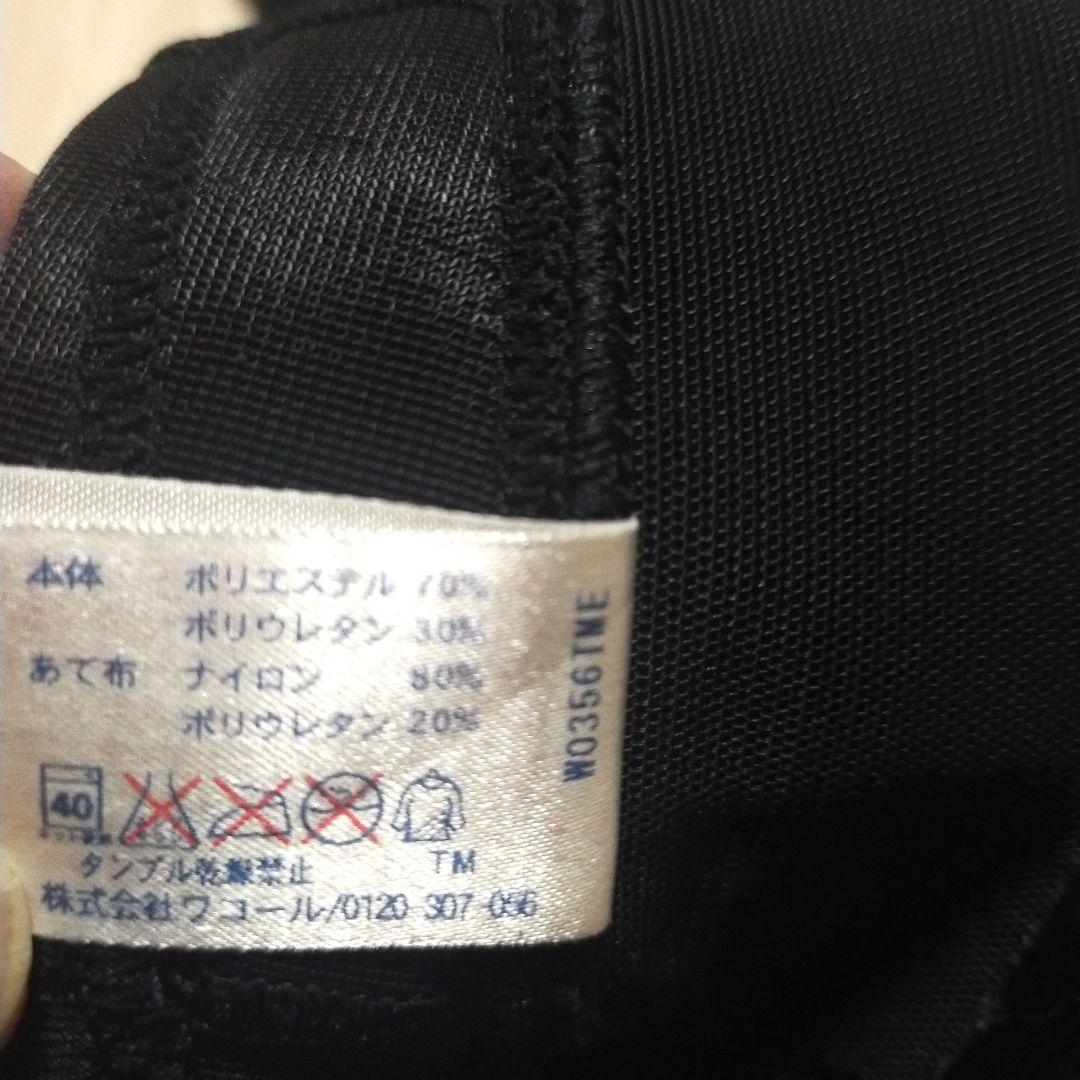 本体 ポリエステル 70%
ポリウレタン 30%
あて布 ナイロン 80%
ポリウレタン 20%
40
タンブル乾燥禁止 TM
株式会社ワコール/0120 307 056
W0356TME